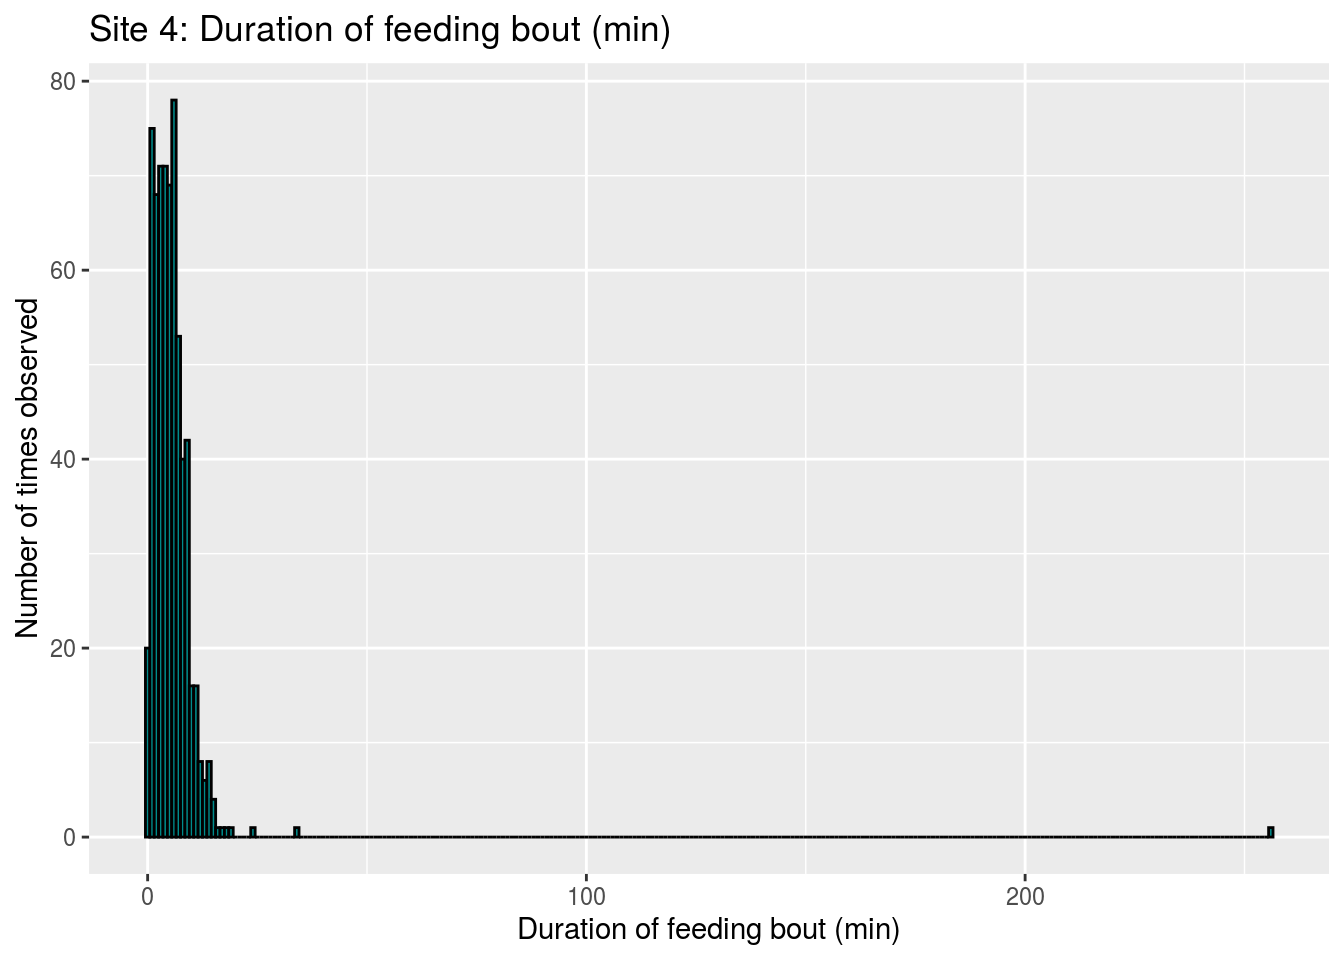 Site 4: Duration of feeding bout (min)
80
60
40
20
0
Number of times observed
0 100 200
Duration of feeding bout (min)